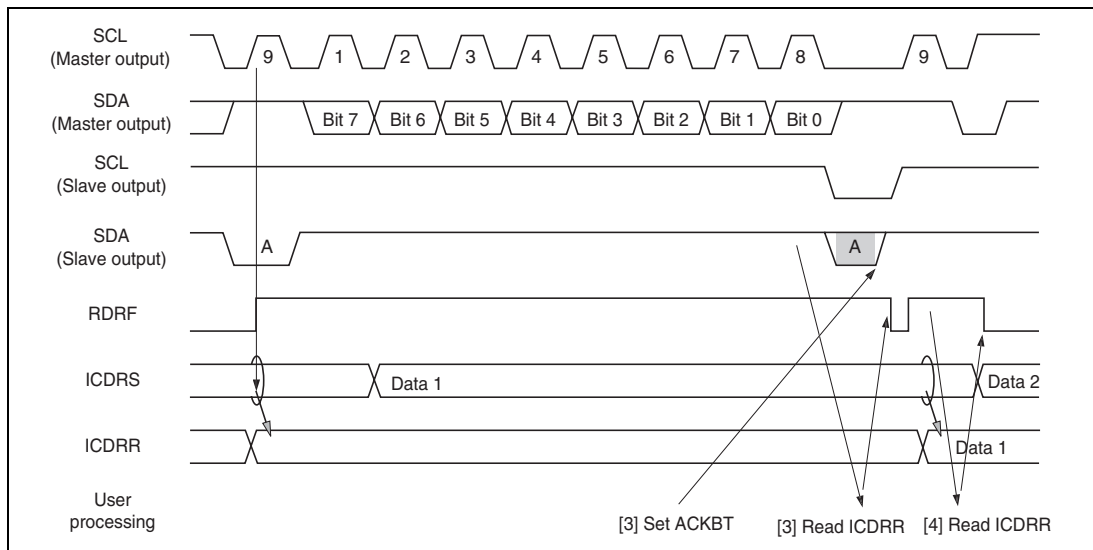 SCL
(Master output)
9 1 2 3 4 5 6 7 8 9
SDA
(Master output)
Bit 7 Bit 6 Bit 5 Bit 4 Bit 3 Bit 2 Bit 1 Bit 0
SCL
(Slave output)
SDA
(Slave output)
A A
RDRF
ICDRS
Data 1 Data 2
ICDRR
Data 1
User
processing
[3] Set ACKBT [3] Read ICDRR [4] Read ICDRR